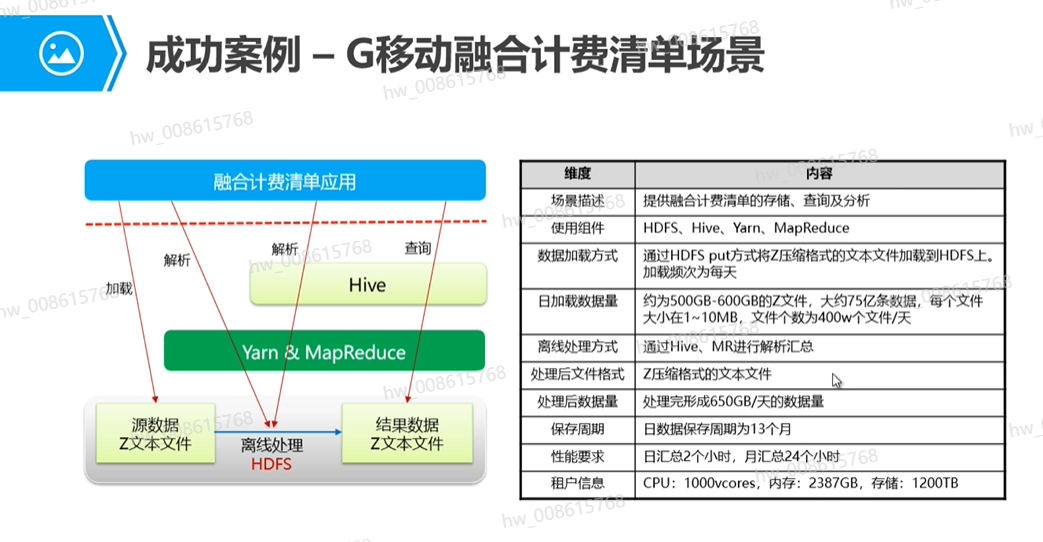 成功案例 – G移动融合计费清单场景
融合计费清单应用
加载
解析
解析
查询
Hive
Yarn & MapReduce
源数据
Z文本文件
离线处理
HDFS
结果数据
Z文本文件
维度 内容
场景描述 提供融合计费清单的存储、查询及分析
使用组件 HDFS、Hive、Yarn、MapReduce
数据加载方式 通过HDFS put方式将Z压缩格式的文本文件加载到HDFS上。
加载频次为每天
日加载数据量 约为500GB-600GB的Z文件，大约75亿条数据，每个文件
大小在1~10MB，文件个数为400w个文件/天
离线处理方式 通过Hive、MR进行解析汇总
处理后文件格式 Z压缩格式的文本文件
处理后数据量 处理完形成650GB/天的数据量
保存周期 日数据保存周期为13个月
性能要求 日汇总2个小时，月汇总24个小时
租户信息 CPU：1000vcores，内存：2387GB，存储：1200TB
hw_008615768
hw_008615768
hw_008615768
hw_008615768
hw_008615768
hw_008615768
hw_008615768
hw_008615768
hw_008615768